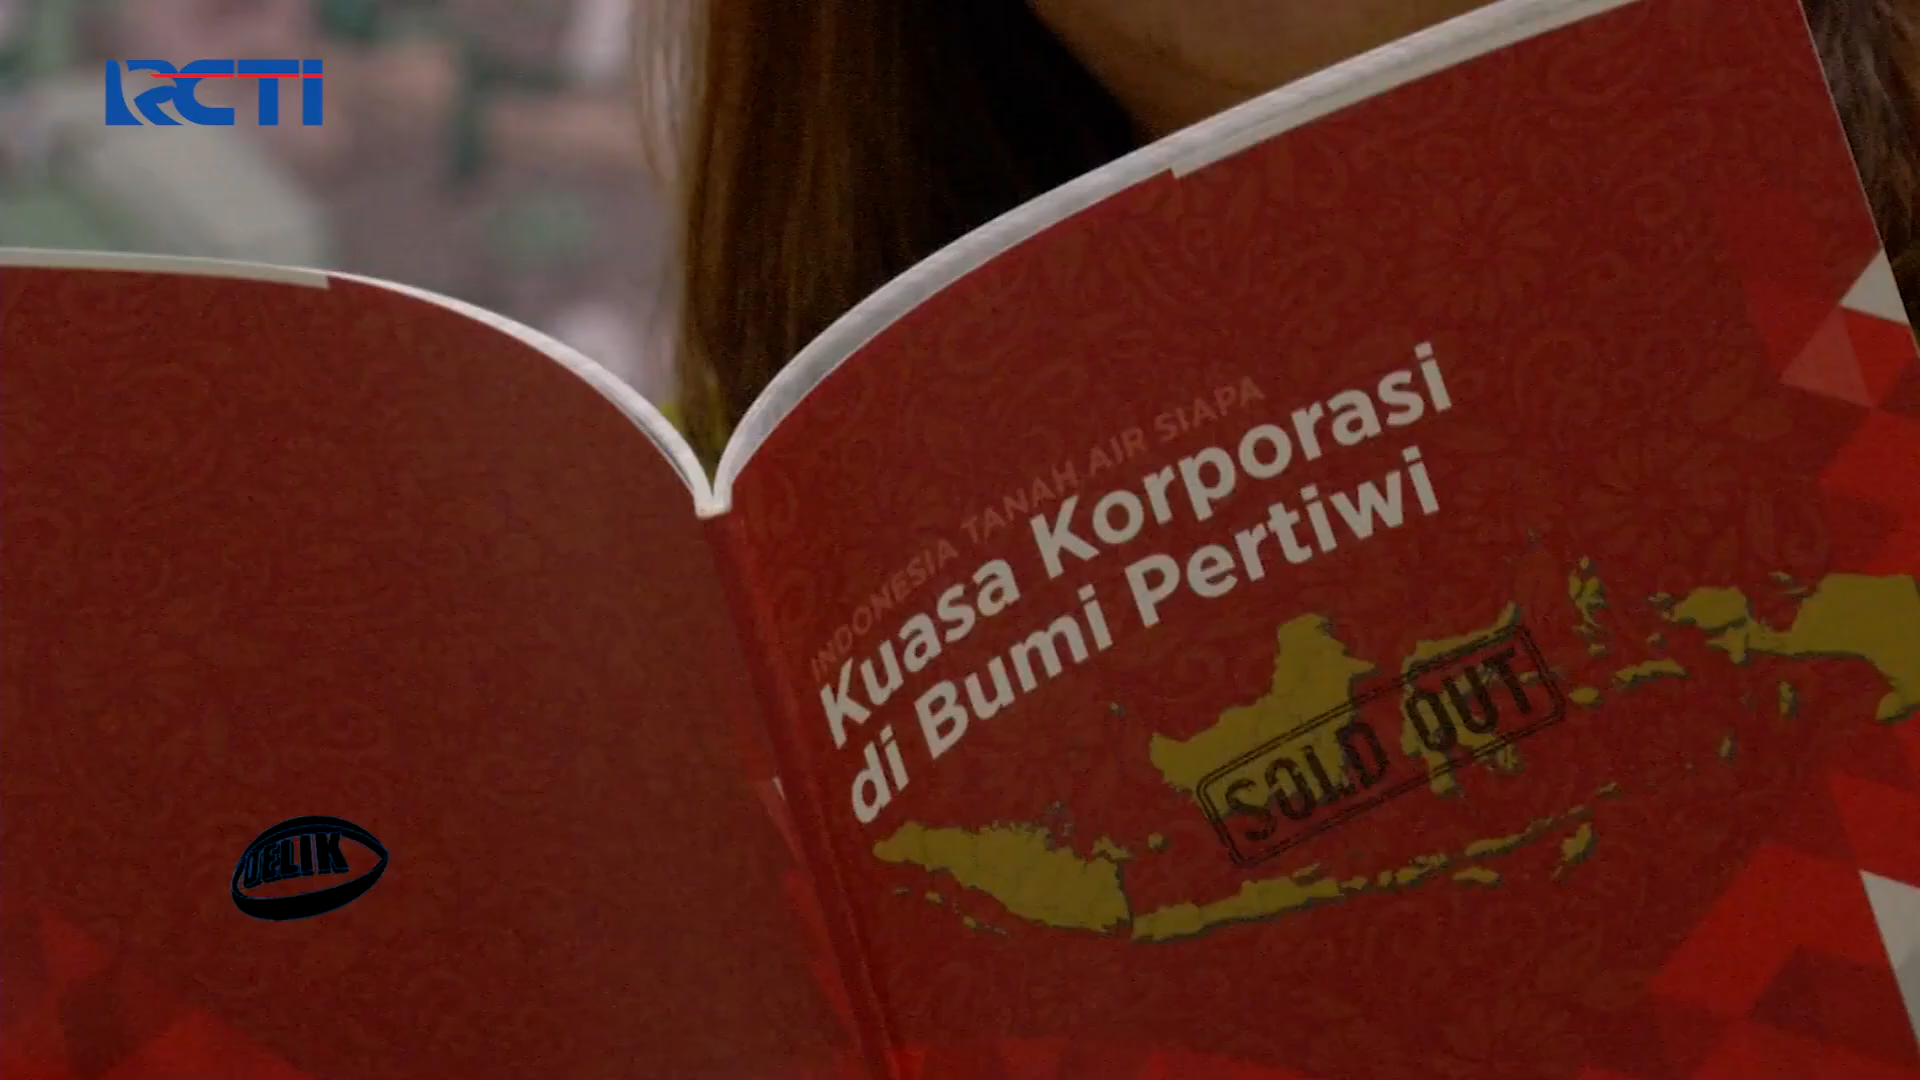 RCTI
INDONESIA TANAH AIR SIAPA
Kuasa Korporasi
di Bumi Pertiwi
SOLD OUT
DELIK